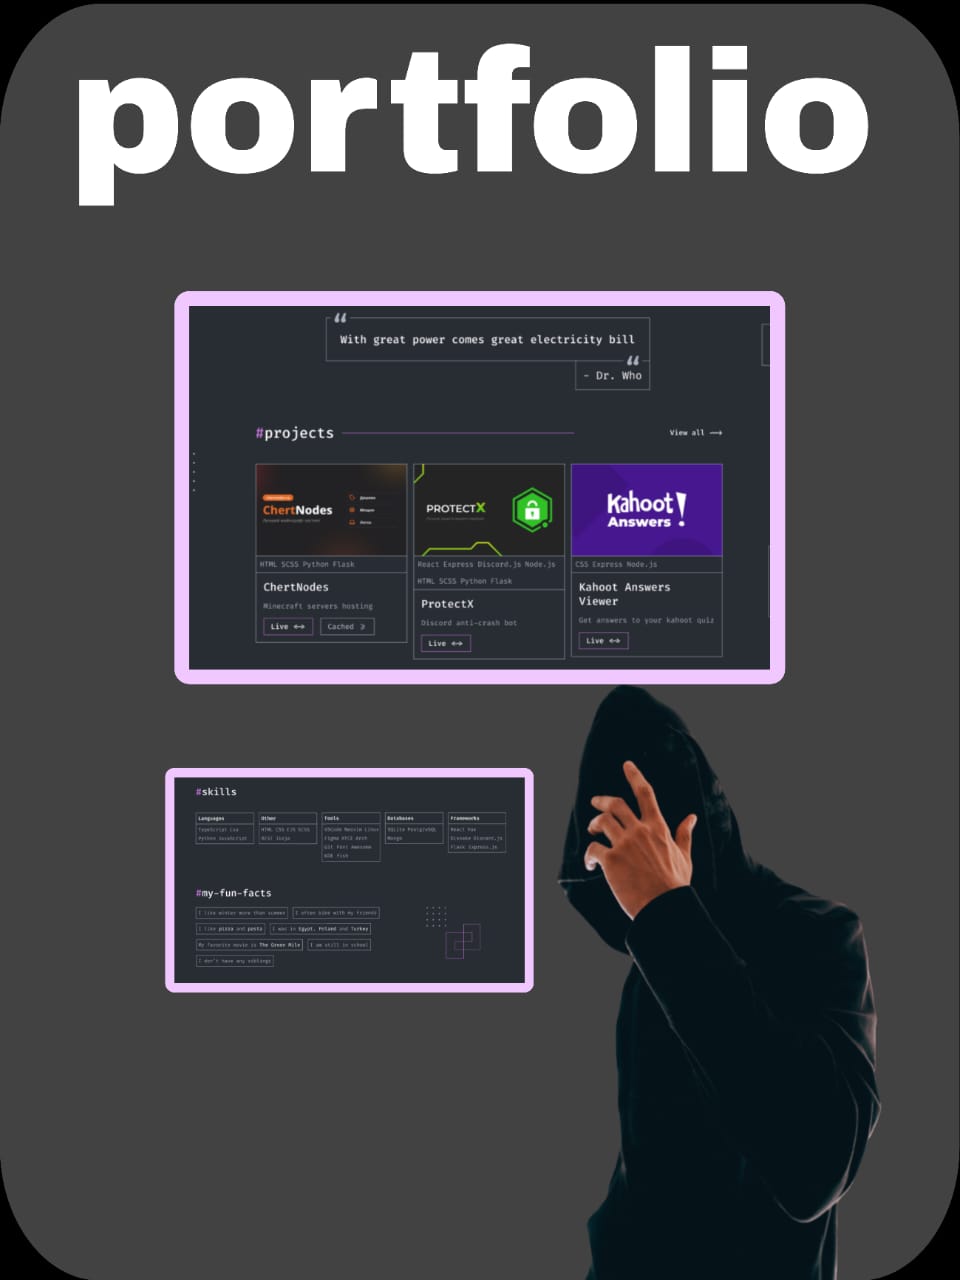 portfolio
With great power comes great electricity bill
- Dr. Who
#projects
View all
ChertNodes
PROTECTX
Kahoot!
Answers
HTML SCSS Python Flask
React Express Discord.js Node.js
HTML SCSS Python Flask
CSS Express Node.js
ChertNodes
Minecraft servers hosting
Live <=>
Cached ≥
ProtectX
Discord anti-crash bot
Live <=>
Kahoot Answers
Viewer
Get answers to your kahoot quiz
Live <=>
#skills
Languages
TypeScript Lua
Python JavaScript
Other
HTML CSS EJS SCSS
REST Jinja
Tools
VSCode Neovim Linux
Figma XFCE Arch
Git Font Awesome
KDE fish
Databases
SQLite PostgreSQL
Mongo
Frameworks
React Vue
Disnake Discord.js
Flask Express.js
#my-fun-facts
I like winter more than summer
I often bike with my friends
I like pizza and pasta
I was in Egypt, Poland and Turkey
My favorite movie is The Green Mile
I am still in school
I don't have any siblings